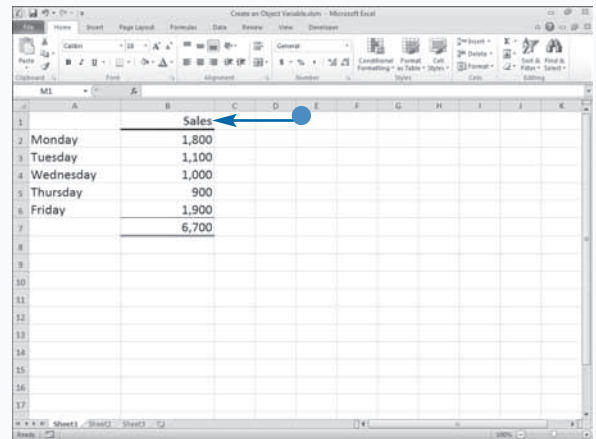 Create an Object Variable.xlsm - Microsoft Excel
File Home Insert Page Layout Formulas Data Review View Developer
Calibri 18 A A General Insert
Paste B I U A $ % , Conditional Format Cell Delete Sort & Find &
Formatting as Table Styles Format Filter Select
Clipboard Font Alignment Number Styles Cells Editing
M1 fx
A B C D E F G H I J K
1 Sales
2 Monday 1,800
3 Tuesday 1,100
4 Wednesday 1,000
5 Thursday 900
6 Friday 1,900
7 6,700
8
9
10
11
12
13
14
15
16
17
Sheet1 Sheet2 Sheet3
Ready 100%